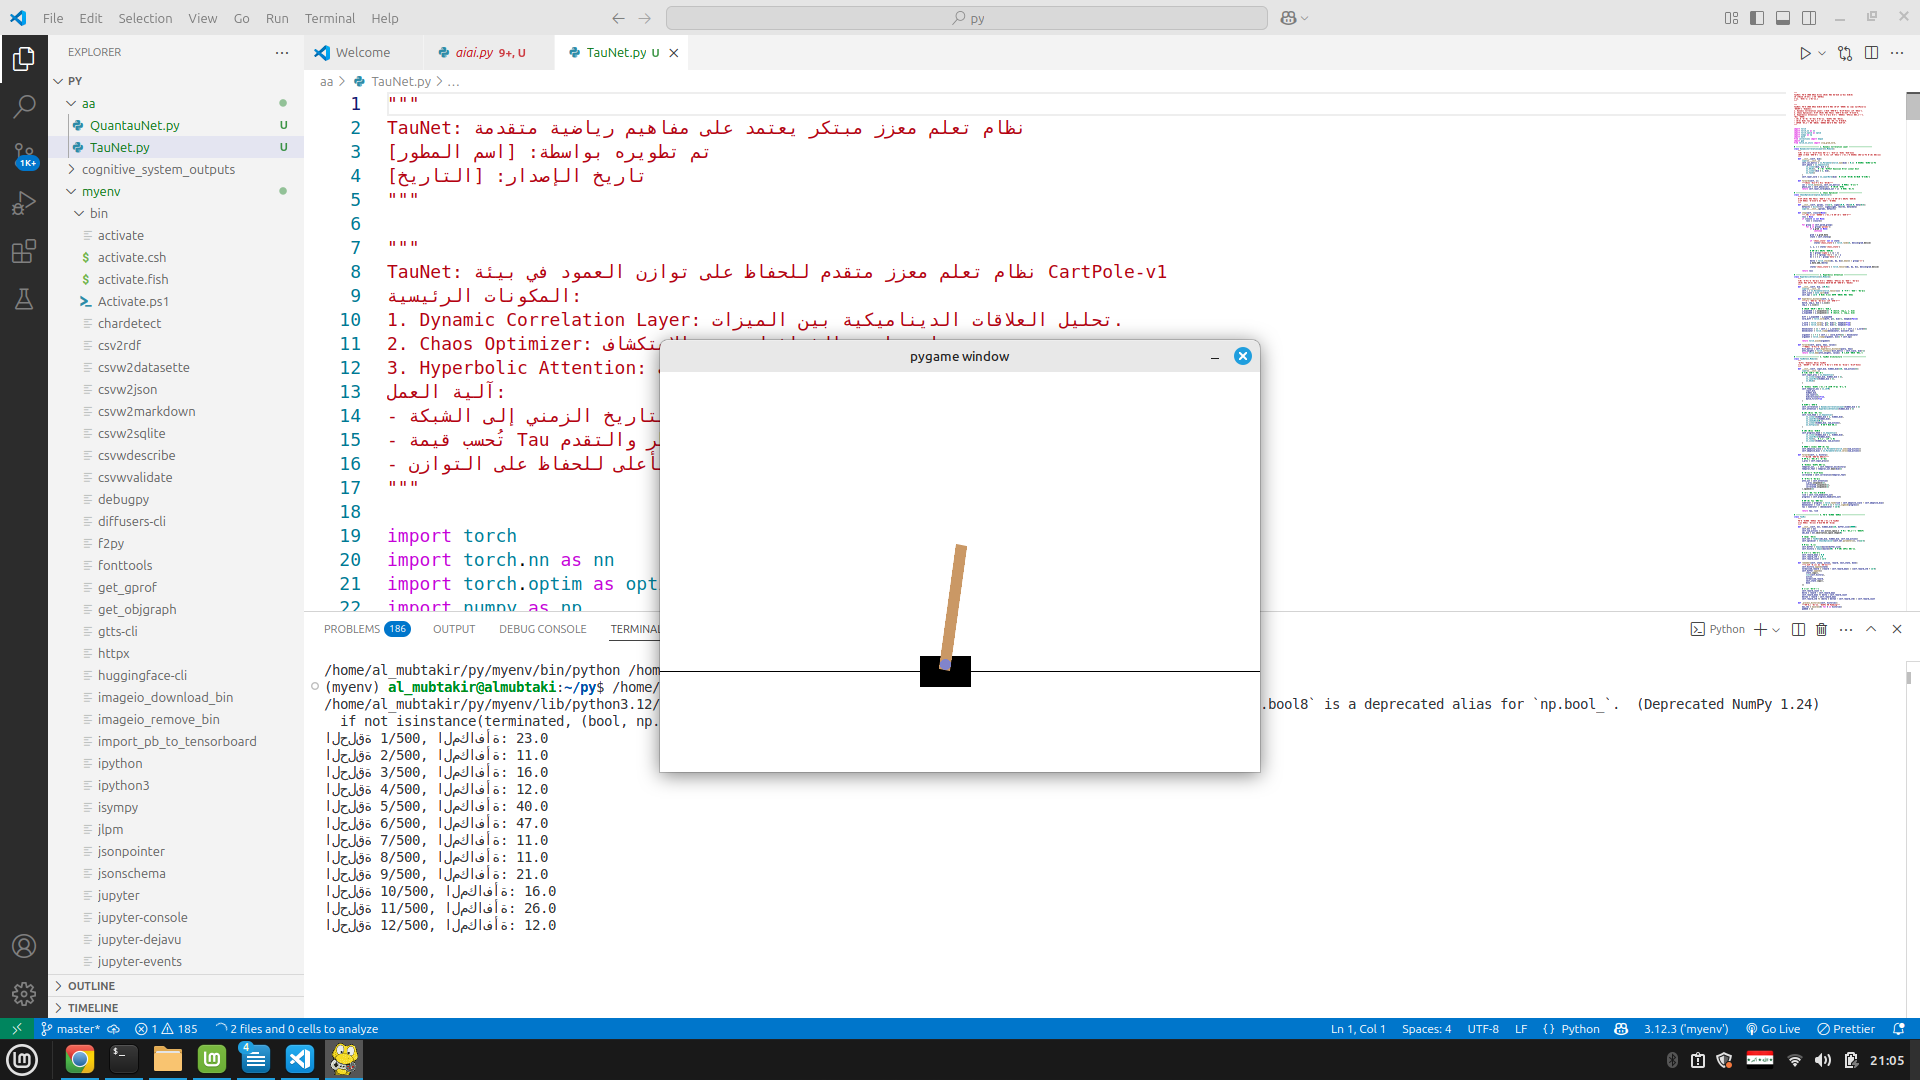 File Edit Selection View Go Run Terminal Help
py
EXPLORER
Welcome
aiai.py 9+, U
TauNet.py U
PY
aa > TauNet.py > ...
aa
QuantauNet.py U
TauNet.py U
cognitive_system_outputs
myenv
bin
activate
activate.csh
activate.fish
Activate.ps1
chardetect
csv2rdf
csvw2datasette
csvw2json
csvw2markdown
csvw2sqlite
csvwdescribe
csvwvalidate
debugpy
diffusers-cli
f2py
fonttools
get_gprof
get_objgraph
gtts-cli
httpx
huggingface-cli
imageio_download_bin
imageio_remove_bin
import_pb_to_tensorboard
ipython
ipython3
isympy
jlpm
jsonpointer
jsonschema
jupyter
jupyter-console
jupyter-dejavu
jupyter-events
OUTLINE
TIMELINE
1K+
1 """
2 TauNet: نظام تعلم معزز مبتكر يعتمد على مفاهيم رياضية متقدمة
3 تم تطويره بواسطة: [اسم المطور]
4 تاريخ الإصدار: [التاريخ]
5 """
6
7 """
8 TauNet: نظام تعلم معزز متقدم للحفاظ على توازن العمود في بيئة CartPole-v1
9 المكونات الرئيسية:
10 1. Dynamic Correlation Layer: تحليل العلاقات الديناميكية بين الميزات.
11 2. Chaos Optimizer:
12 3. Hyperbolic Attention:
13 آلية العمل:
14 - التاريخ الزمني إلى الشبكة
15 - تُحسب قيمة Tau والتقدم
16 - للحفاظ على التوازن
17 """
18
19 import torch
20 import torch.nn as nn
21 import torch.optim as opt
22 import numpy as np
pygame window
PROBLEMS 186 OUTPUT DEBUG CONSOLE TERMINAL
Python
/home/al_mubtakir/py/myenv/bin/python /hom
(myenv) al_mubtakir@almubtaki:~/py$ /home/
/home/al_mubtakir/py/myenv/lib/python3.12/ .bool8` is a deprecated alias for `np.bool_`. (Deprecated NumPy 1.24)
if not isinstance(terminated, (bool, np.
الحلقة 1/500, المكافأة: 23.0
الحلقة 2/500, المكافأة: 11.0
الحلقة 3/500, المكافأة: 16.0
الحلقة 4/500, المكافأة: 12.0
الحلقة 5/500, المكافأة: 40.0
الحلقة 6/500, المكافأة: 47.0
الحلقة 7/500, المكافأة: 11.0
الحلقة 8/500, المكافأة: 11.0
الحلقة 9/500, المكافأة: 21.0
الحلقة 10/500, المكافأة: 16.0
الحلقة 11/500, المكافأة: 26.0
الحلقة 12/500, المكافأة: 12.0
master* 1 185 2 files and 0 cells to analyze
Ln 1, Col 1 Spaces: 4 UTF-8 LF { } Python 3.12.3 ('myenv') Go Live Prettier
4
21:05